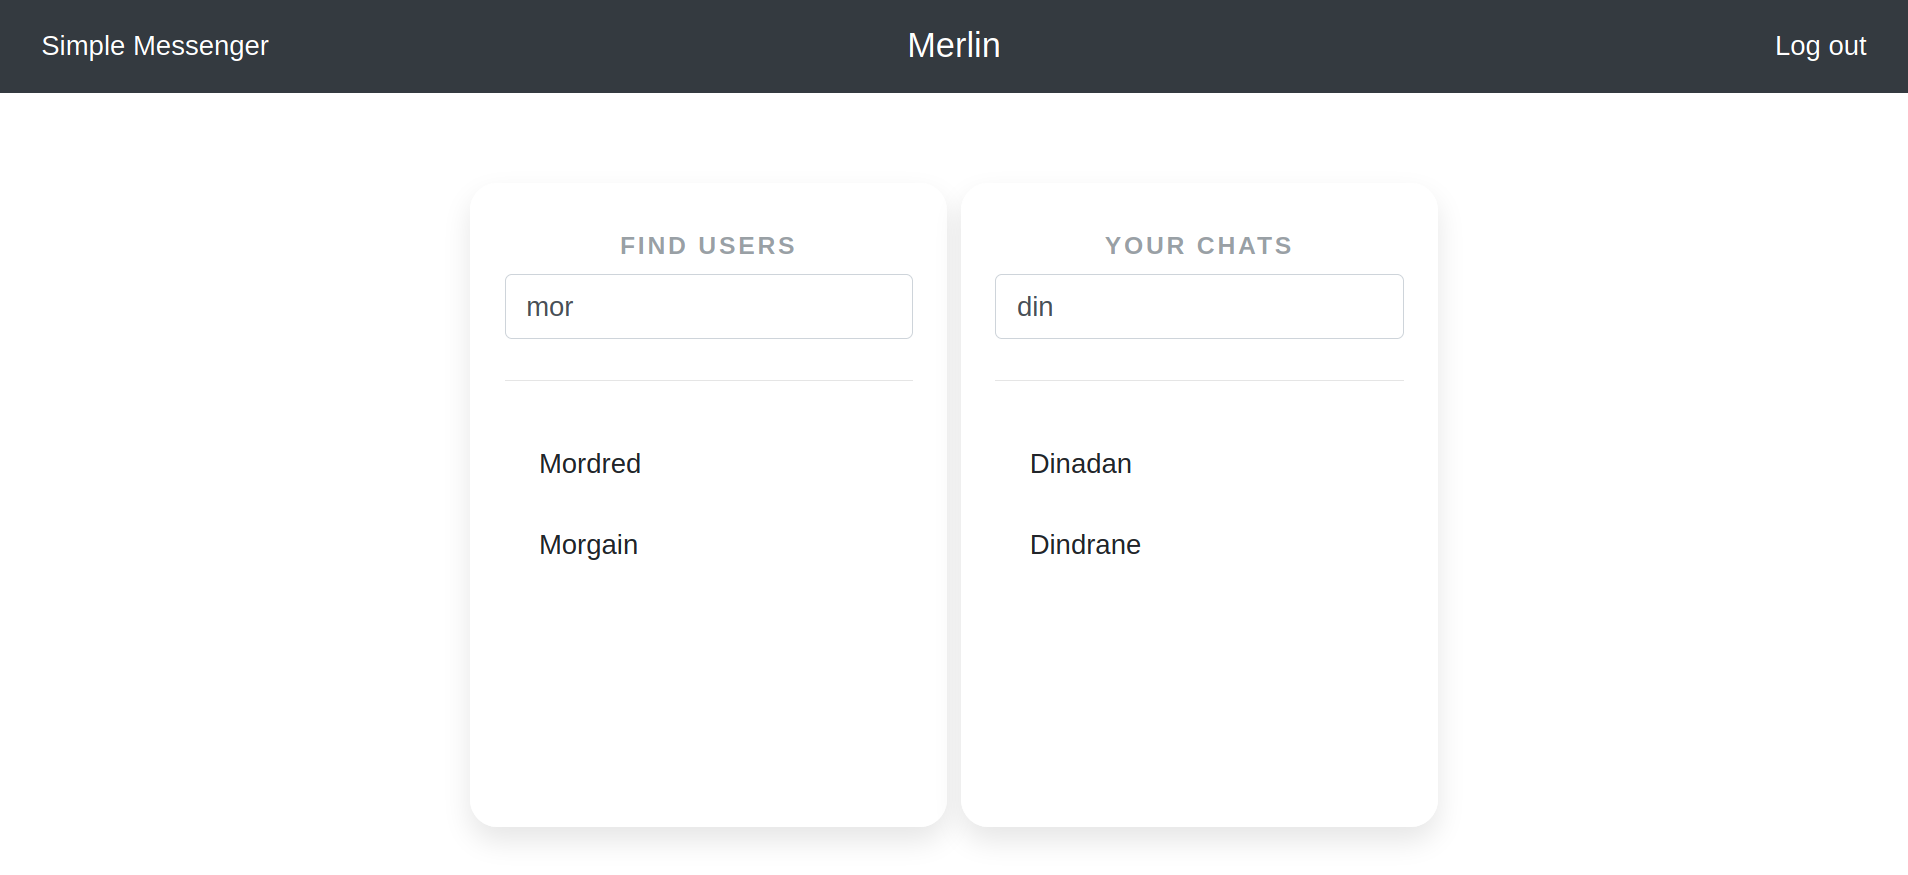 Simple Messenger
Merlin
Log out
FIND USERS
mor
Mordred
Morgain
YOUR CHATS
din
Dinadan
Dindrane